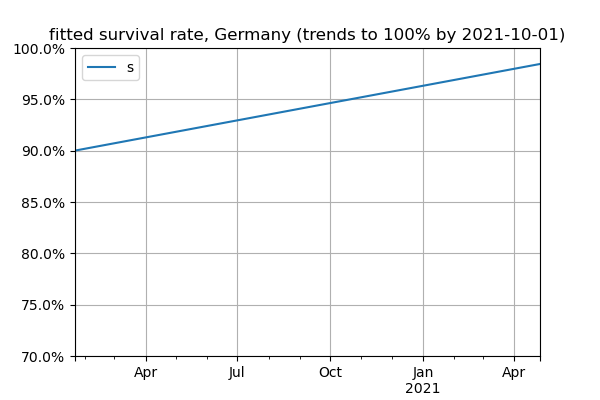 fitted survival rate, Germany (trends to 100% by 2021-10-01)
100.0%
s
95.0%
90.0%
85.0%
80.0%
75.0%
70.0%
Apr Jul Oct Jan Apr
2021